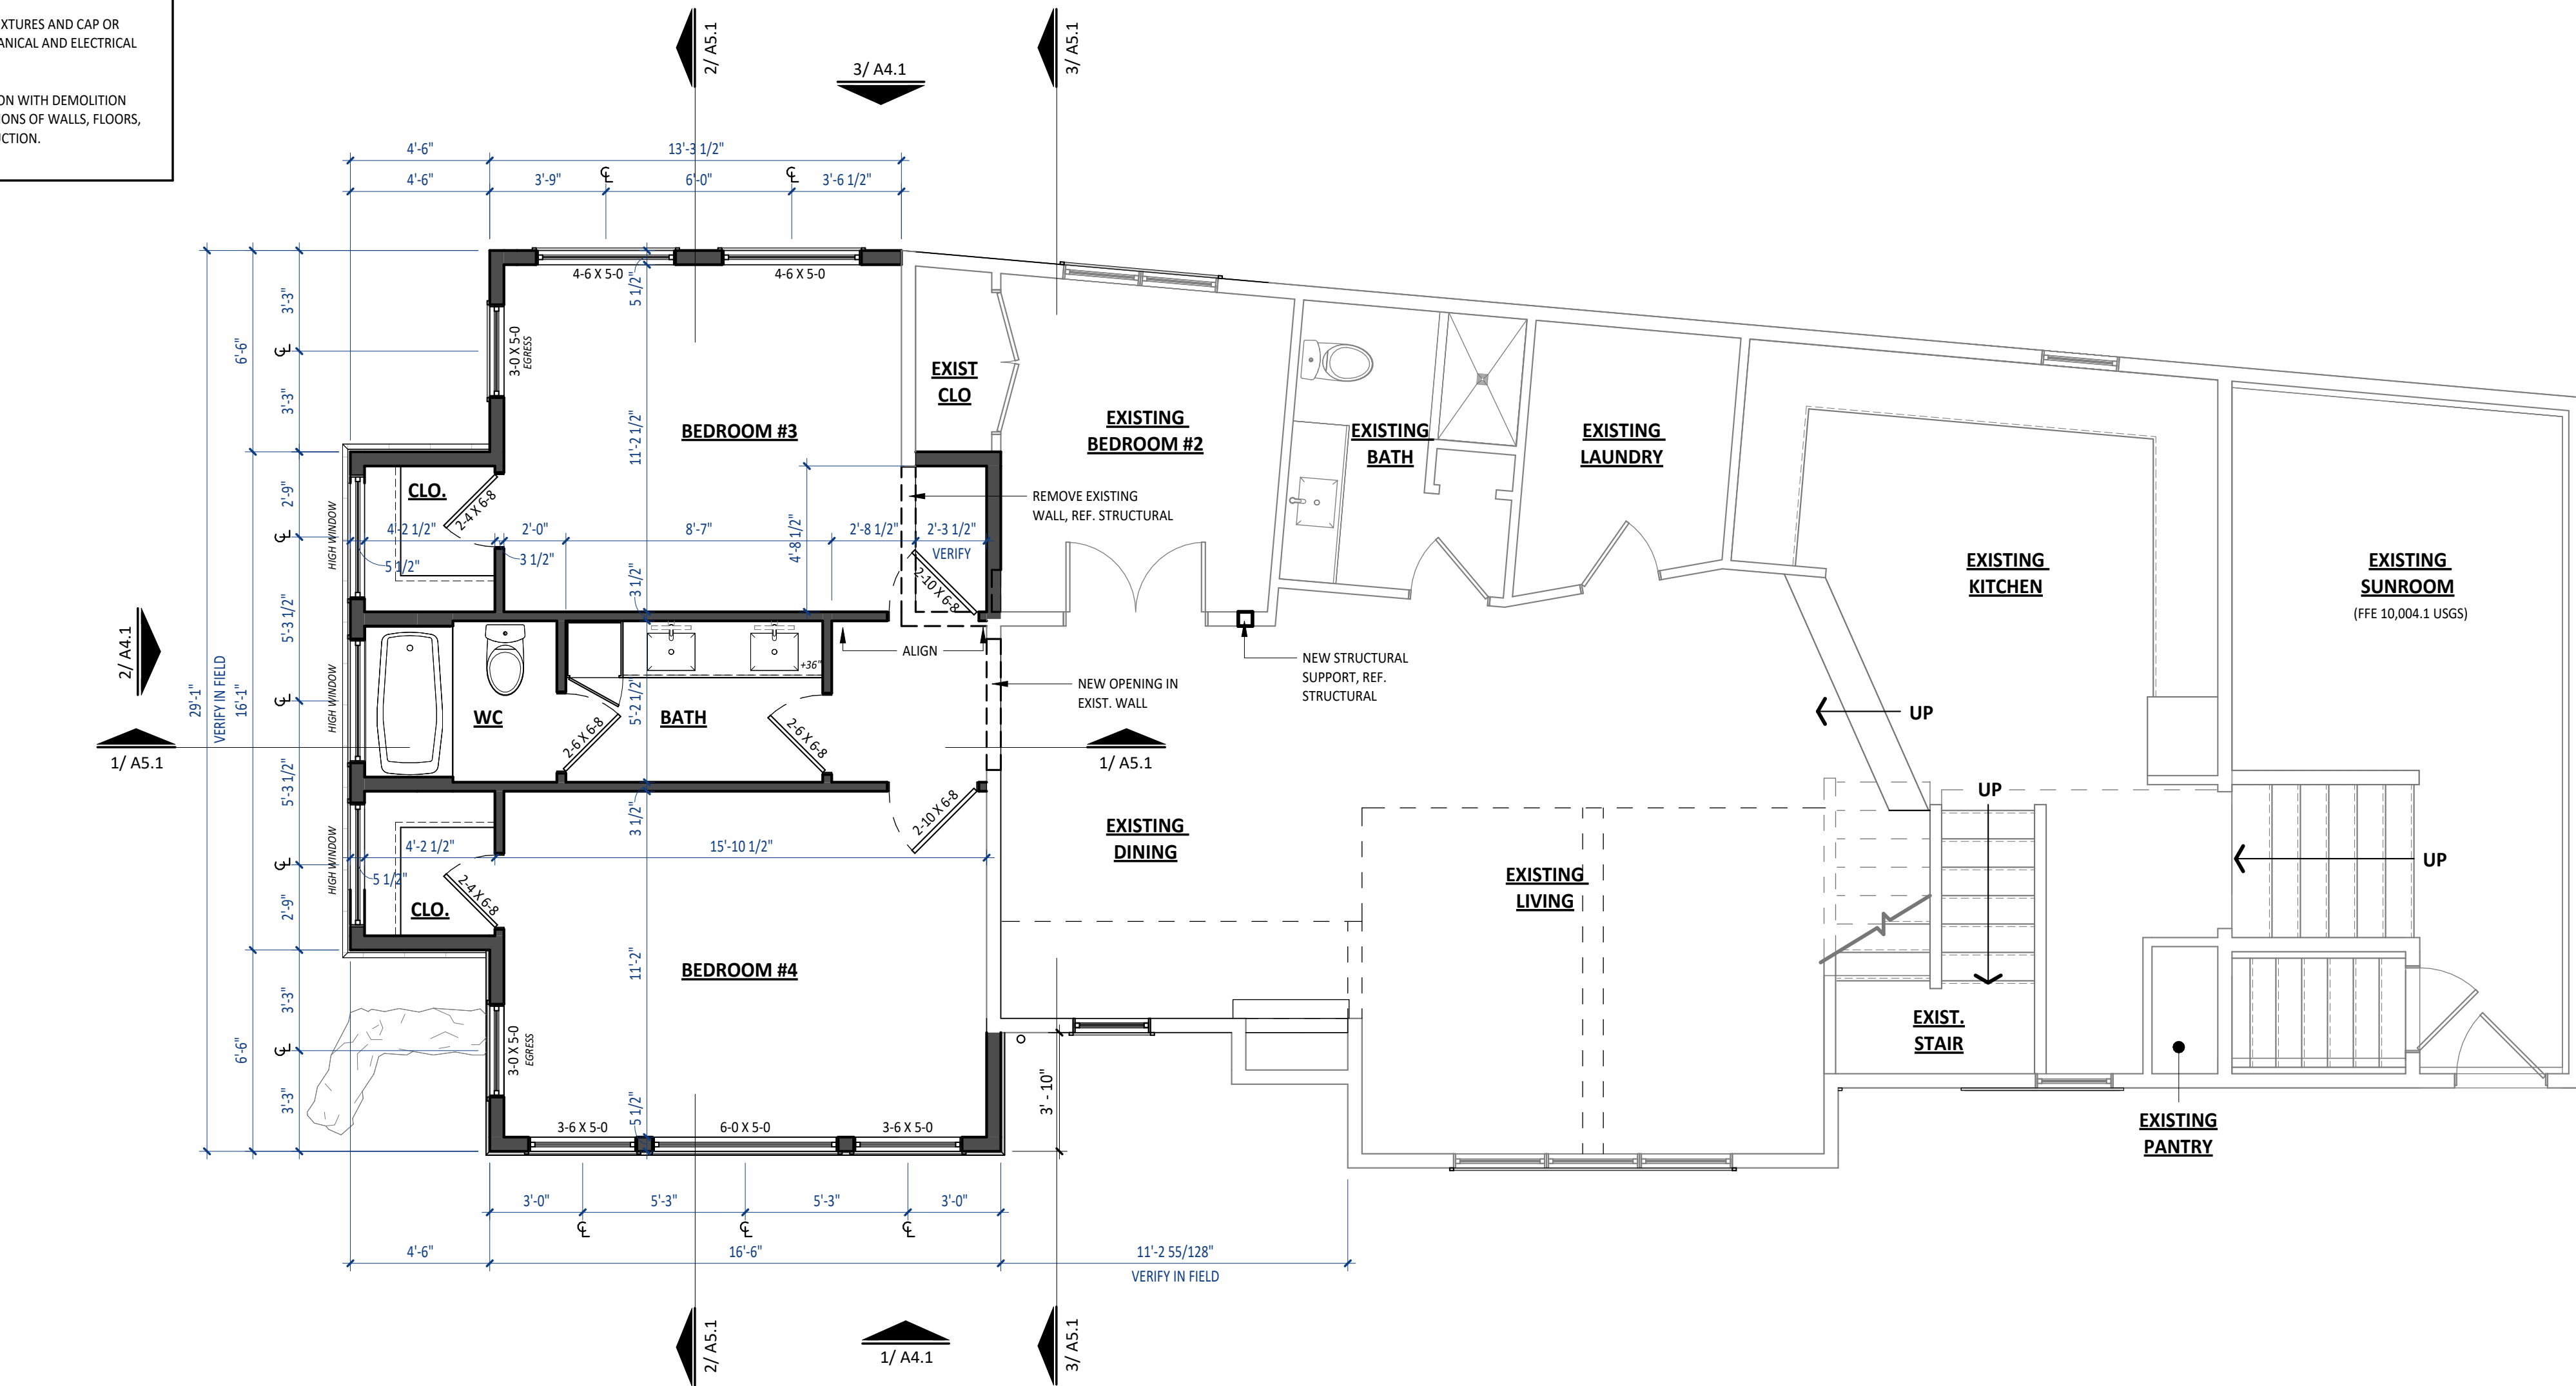 XTURES AND CAP OR
ANICAL AND ELECTRICAL
ON WITH DEMOLITION
IONS OF WALLS, FLOORS,
UCTION.
2/ A5.1
3/ A5.1
3/ A4.1
4'-6"
13'-3 1/2"
4'-6"
3'-9"
6'-0"
3'-6 1/2"
4-6 X 5-0
4-6 X 5-0
5 1/2"
3'-3"
3-0 X 5-0
EGRESS
6'-6"
3'-3"
11'-2 1/2"
BEDROOM #3
EXIST
CLO
EXISTING
BEDROOM #2
EXISTING
BATH
EXISTING
LAUNDRY
CLO.
2-4 X 6-8
2'-9"
HIGH WINDOW
4'-2 1/2"
2'-0"
8'-7"
4'-8 1/2"
2'-8 1/2"
2'-3 1/2"
VERIFY
5 1/2"
3 1/2"
3 1/2"
2-10 X 6-8
REMOVE EXISTING
WALL, REF. STRUCTURAL
EXISTING
KITCHEN
EXISTING
SUNROOM
(FFE 10,004.1 USGS)
5'-3 1/2"
2/ A4.1
29'-1"
VERIFY IN FIELD
16'-1"
HIGH WINDOW
+36"
ALIGN
NEW STRUCTURAL
SUPPORT, REF.
STRUCTURAL
NEW OPENING IN
EXIST. WALL
WC
2-6 X 6-8
5'-2 1/2"
BATH
2-6 X 6-8
UP
1/ A5.1
1/ A5.1
5'-3 1/2"
UP
3 1/2"
2-10 X 6-8
HIGH WINDOW
4'-2 1/2"
15'-10 1/2"
EXISTING
DINING
UP
5 1/2"
2-4 X 6-8
CLO.
2'-9"
EXISTING
LIVING
11'-2"
BEDROOM #4
3'-3"
6'-6"
3-0 X 5-0
EGRESS
3'-3"
EXIST.
STAIR
3' - 10"
5 1/2"
3-6 X 5-0
6-0 X 5-0
3-6 X 5-0
EXISTING
PANTRY
3'-0"
5'-3"
5'-3"
3'-0"
4'-6"
16'-6"
11'-2 55/128"
VERIFY IN FIELD
2/ A5.1
1/ A4.1
3/ A5.1